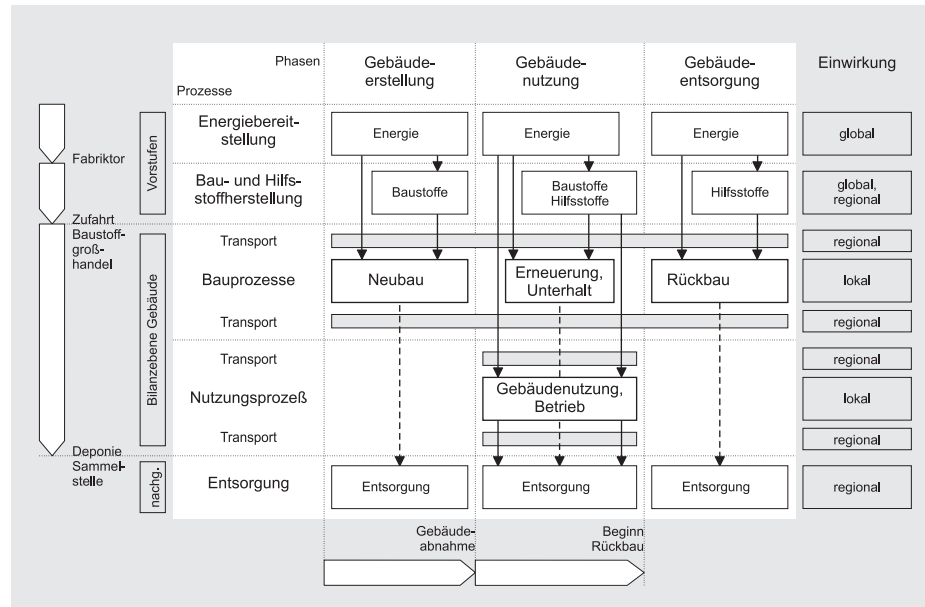 Phasen
Prozesse
Gebäude-
erstellung
Gebäude-
nutzung
Gebäude-
entsorgung
Einwirkung
Energiebereit-
stellung
Energie
Energie
Energie
global
Fabriktor
Vorstufen
Bau- und Hilfs-
stoffherstellung
Baustoffe
Baustoffe
Hilfsstoffe
Hilfsstoffe
global,
regional
Zufahrt
Baustoff-
groß-
handel
Transport
regional
Bilanzebene Gebäude
Bauprozesse
Neubau
Erneuerung,
Unterhalt
Rückbau
lokal
Transport
regional
Transport
regional
Nutzungsprozeß
Gebäudenutzung,
Betrieb
lokal
Transport
regional
Deponie
Sammel-
stelle
nachg.
Entsorgung
Entsorgung
Entsorgung
Entsorgung
regional
Gebäude-
abnahme
Beginn
Rückbau